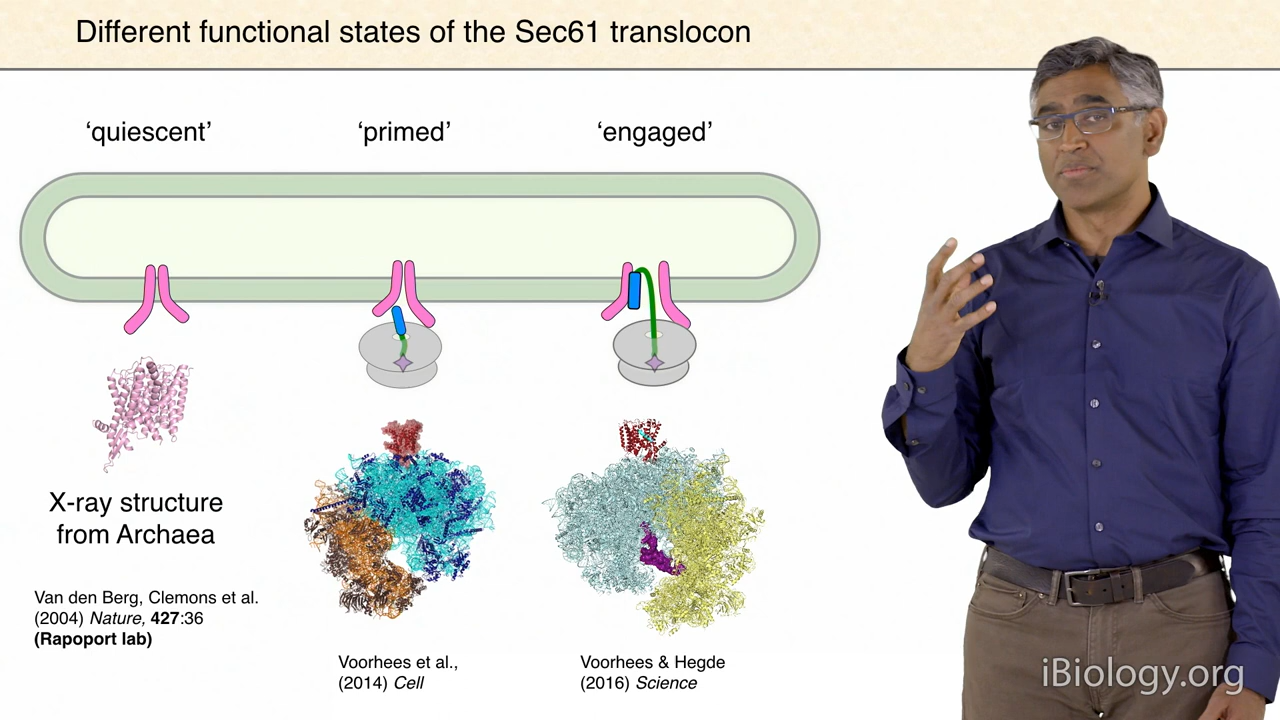 Different functional states of the Sec61 translocon
‘quiescent’
‘primed’
‘engaged’
X-ray structure
from Archaea
Van den Berg, Clemons et al.
(2004) Nature, 427:36
(Rapoport lab)
Voorhees et al.,
(2014) Cell
Voorhees & Hegde
(2016) Science
iBiology.org